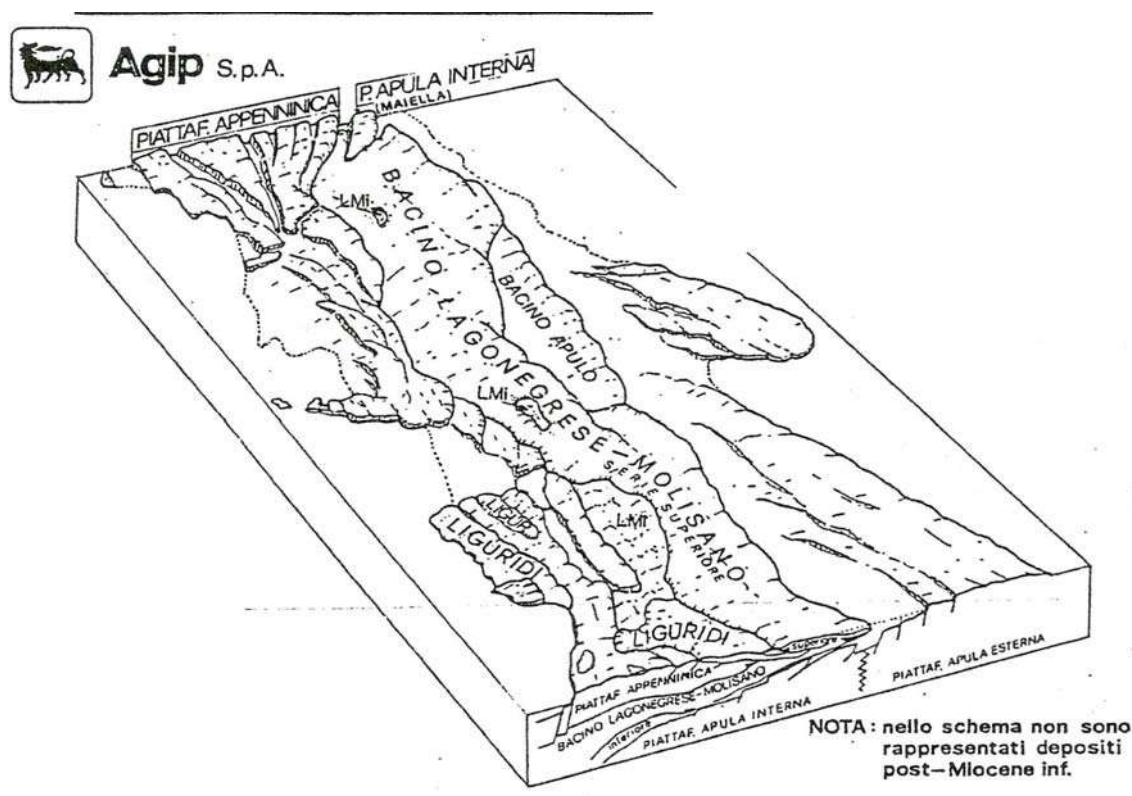 Agip S.p.A.
PIATTAF. APPENNINICA
P. APULA INTERNA
(MAIELLA)
LMi
BACINO LAGONEGRESE-MOLISANO
SERIE SUPERIORE
BACINO APULO
LMi
LMi
LIGUR.
LIGURIDI
LIGURIDI
superiore
PIATTAF. APPENNINICA
BACINO LAGONEGRESE-MOLISANO
inferiore
PIATTAF. APULA INTERNA
PIATTAF. APULA ESTERNA
NOTA: nello schema non sono
rappresentati depositi
post-Miocene inf.